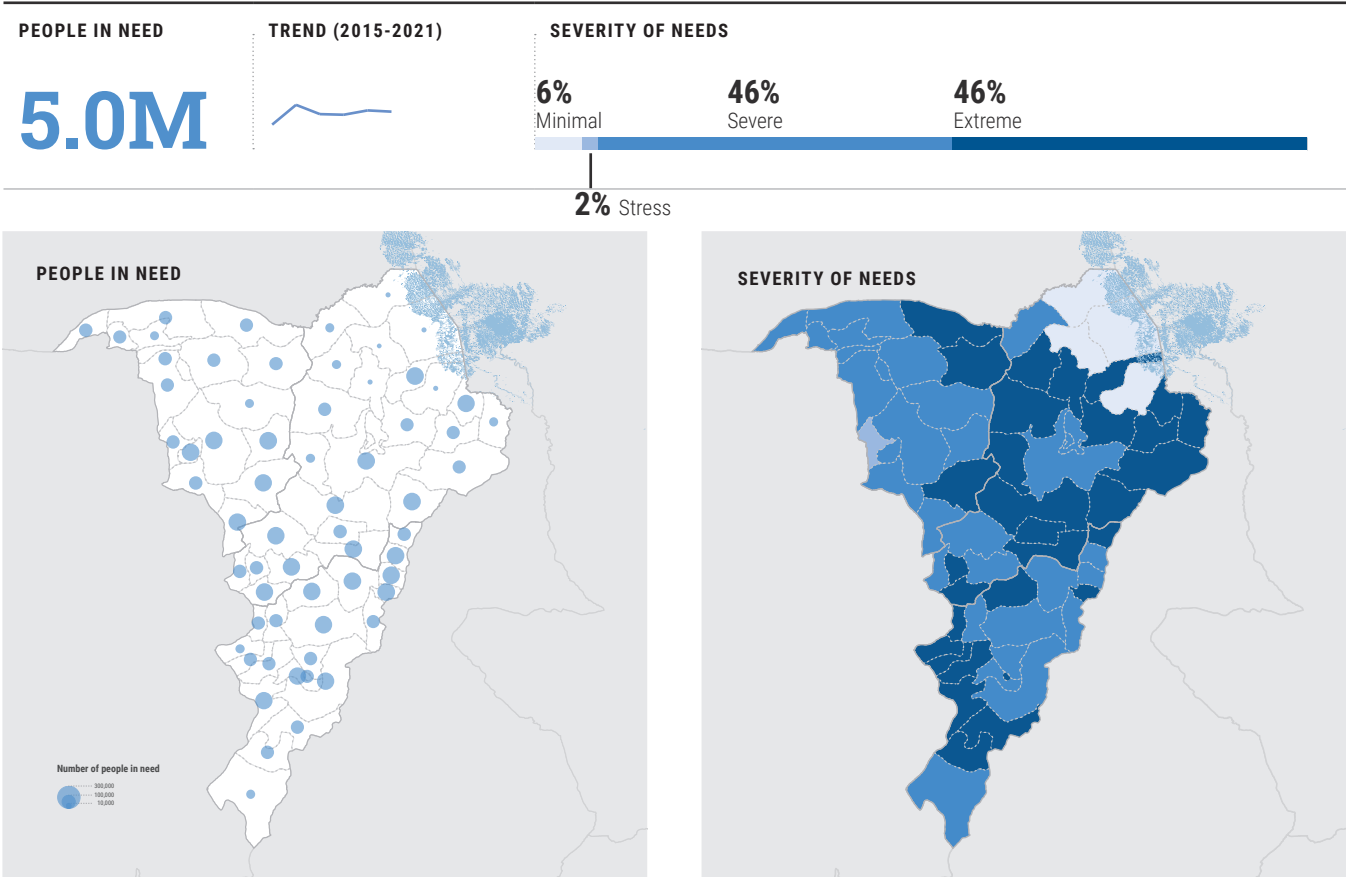 PEOPLE IN NEED
5.0M
TREND (2015-2021)
SEVERITY OF NEEDS
6%
Minimal
46%
Severe
46%
Extreme
2% Stress
PEOPLE IN NEED
Number of people in need
300,000
100,000
10,000
SEVERITY OF NEEDS